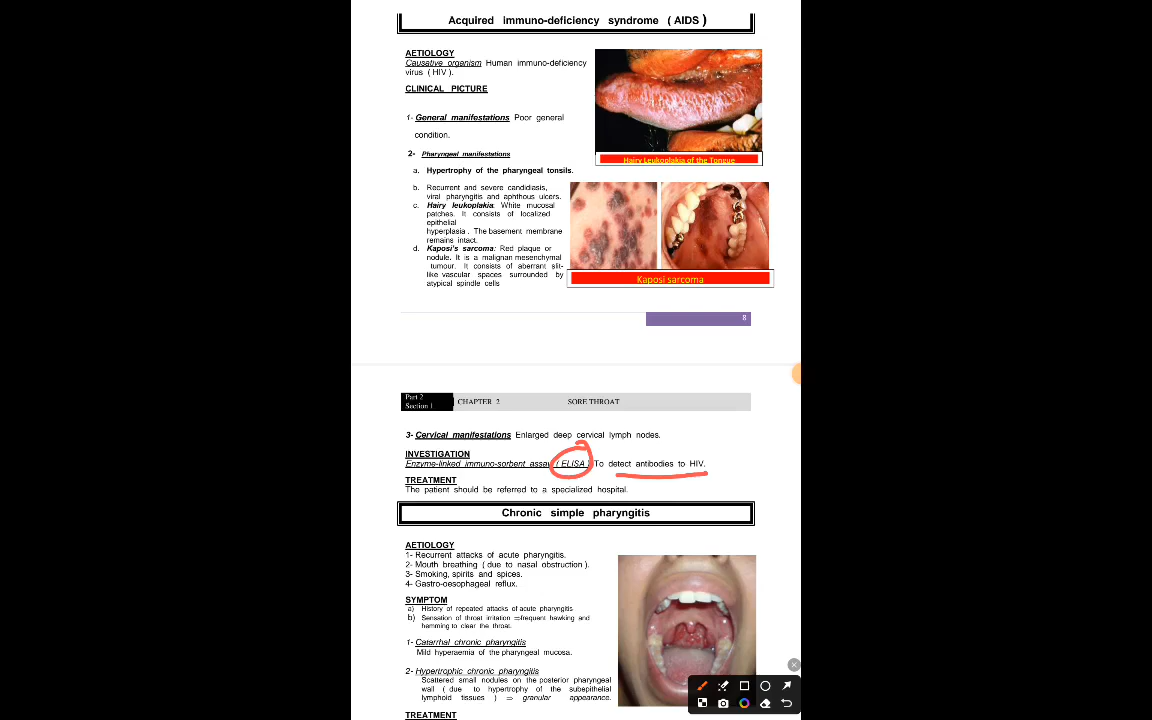 Acquired immuno-deficiency syndrome ( AIDS )
AETIOLOGY
Causative organism Human immuno-deficiency
virus ( HIV ).
CLINICAL PICTURE
1- General manifestations Poor general
condition.
2- Pharyngeal manifestations
a. Hypertrophy of the pharyngeal tonsils.
b. Recurrent and severe candidiasis,
viral pharyngitis and aphthous ulcers.
c. Hairy leukoplakia: White mucosal
patches. It consists of localized
epithelial
hyperplasia . The basement membrane
remains intact.
d. Kaposi's sarcoma: Red plaque or
nodule. It is a malignan mesenchymal
tumour. It consists of aberrant slit-
like vascular spaces surrounded by
atypical spindle cells
Hairy Leukoplakia of the Tongue
Kaposi sarcoma
8
Part 2
Section 1
CHAPTER 2
SORE THROAT
3- Cervical manifestations Enlarged deep cervical lymph nodes.
INVESTIGATION
Enzyme-linked immuno-sorbent assay ( ELISA ) To detect antibodies to HIV.
TREATMENT
The patient should be referred to a specialized hospital.
Chronic simple pharyngitis
AETIOLOGY
1- Recurrent attacks of acute pharyngitis.
2- Mouth breathing ( due to nasal obstruction ).
3- Smoking, spirits and spices.
4- Gastro-oesophageal reflux.
SYMPTOM
a) History of repeated attacks of acute pharyngitis
b) Sensation of throat irritation ⇒frequent hawking and
hemming to clear the throat.
1- Catarrhal chronic pharyngitis
Mild hyperaemia of the pharyngeal mucosa.
2- Hypertrophic chronic pharyngitis
Scattered small nodules on the posterior pharyngeal
wall ( due to hypertrophy of the subepithelial
lymphoid tissues ) ⇒ granular appearance.
TREATMENT